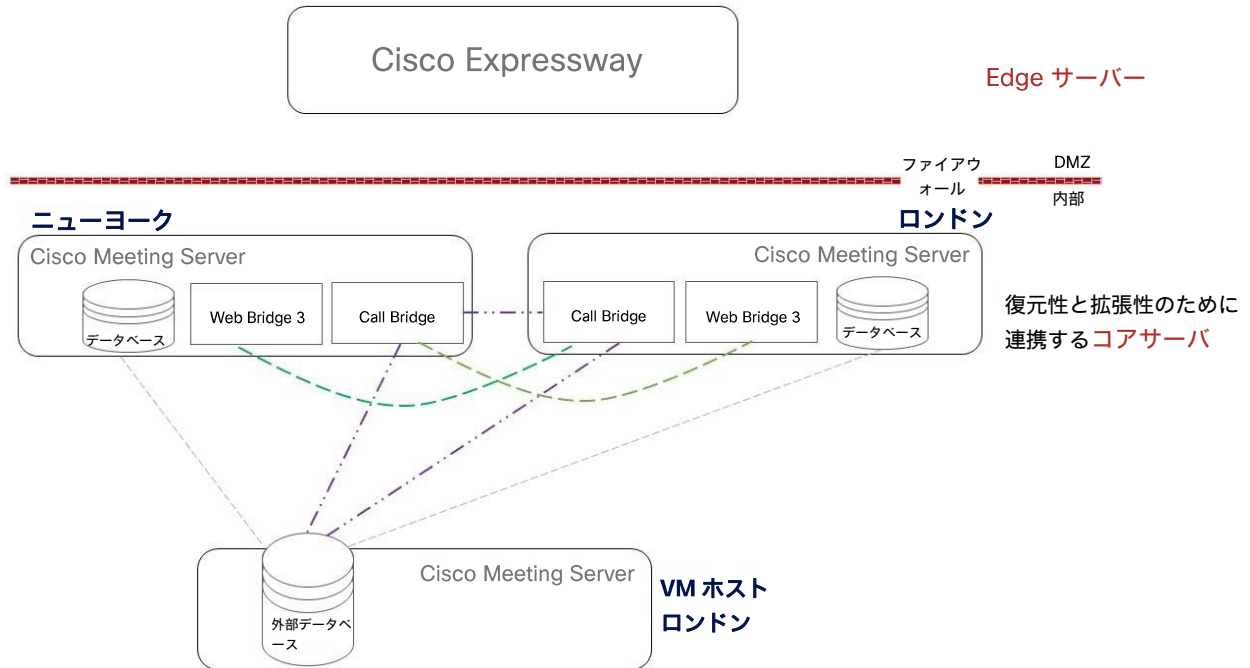 Cisco Expressway
Edge サーバー
ファイアウ
ォール
DMZ
内部
ニューヨーク
ロンドン
Cisco Meeting Server
データベース
Web Bridge 3
Call Bridge
Cisco Meeting Server
Call Bridge
Web Bridge 3
データベース
復元性と拡張性のために
連携するコアサーバ
Cisco Meeting Server
外部データベ
ース
VM ホスト
ロンドン